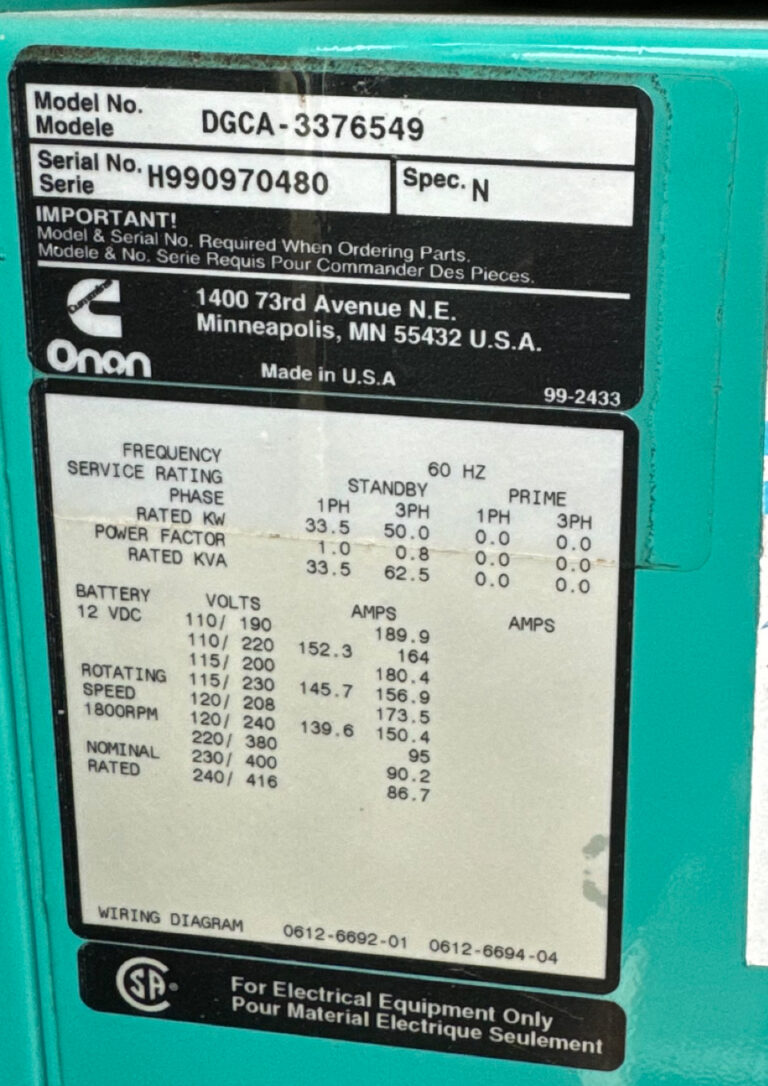 Model No.
Modele DGCA-3376549
Serial No. H990970480 Spec. N
Serie
IMPORTANT!
Model & Serial No. Required When Ordering Parts.
Modele & No. Serie Requis Pour Commander Des Pieces.
Cummins
Onan
1400 73rd Avenue N.E.
Minneapolis, MN 55432 U.S.A.
Made in U.S.A
99-2433
FREQUENCY 60 HZ
SERVICE RATING STANDBY PRIME
PHASE 1PH 3PH 1PH 3PH
RATED KW 33.5 50.0 0.0 0.0
POWER FACTOR 1.0 0.8 0.0 0.0
RATED KVA 33.5 62.5 0.0 0.0
BATTERY VOLTS AMPS AMPS
12 VDC 110/ 190 189.9
110/ 220 152.3 164
115/ 200 180.4
ROTATING 115/ 230 145.7 156.9
SPEED 120/ 208 173.5
1800RPM 120/ 240 139.6 150.4
220/ 380 95
NOMINAL 230/ 400 90.2
RATED 240/ 416 86.7
WIRING DIAGRAM 0612-6692-01 0612-6694-04
SA®
For Electrical Equipment Only
Pour Material Electrique Seulement